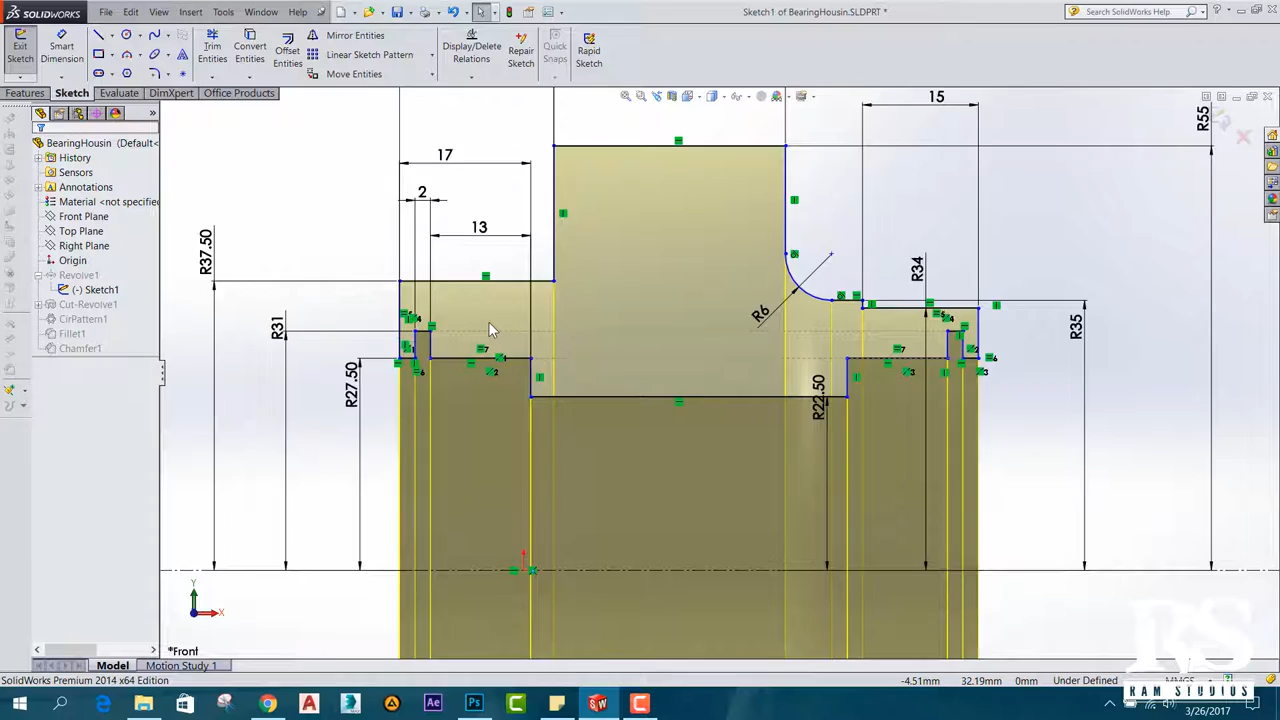 SOLIDWORKS
File Edit View Insert Tools Window Help
Sketch1 of BearingHousin.SLDPRT *
Search SolidWorks Help
Exit Sketch
Smart Dimension
Trim Entities
Convert Entities
Offset Entities
Mirror Entities
Linear Sketch Pattern
Move Entities
Display/Delete Relations
Repair Sketch
Quick Snaps
Rapid Sketch
Features Sketch Evaluate DimXpert Office Products
BearingHousin (Default<
History
Sensors
Annotations
Material <not specifie
Front Plane
Top Plane
Right Plane
Origin
Revolve1
(-) Sketch1
Cut-Revolve1
CirPattern1
Fillet1
Chamfer1
15
R55
17
2
13
R37.50
R34
R6
R31
R35
R27.50
R22.50
Y
X
*Front
Model Motion Study 1
SolidWorks Premium 2014 x64 Edition
-4.51mm 32.19mm 0mm Under Defined
RS
RAM STUDIOS
3/26/2017